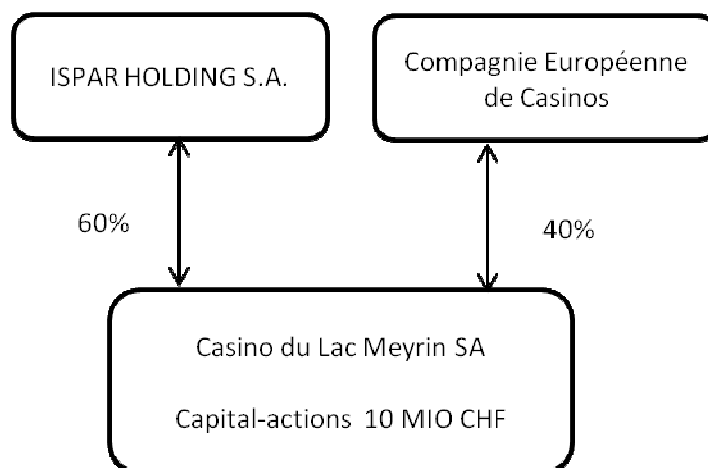 ISPAR HOLDING S.A.
Compagnie Européenne
de Casinos
60%
40%
Casino du Lac Meyrin SA
Capital-actions 10 MIO CHF